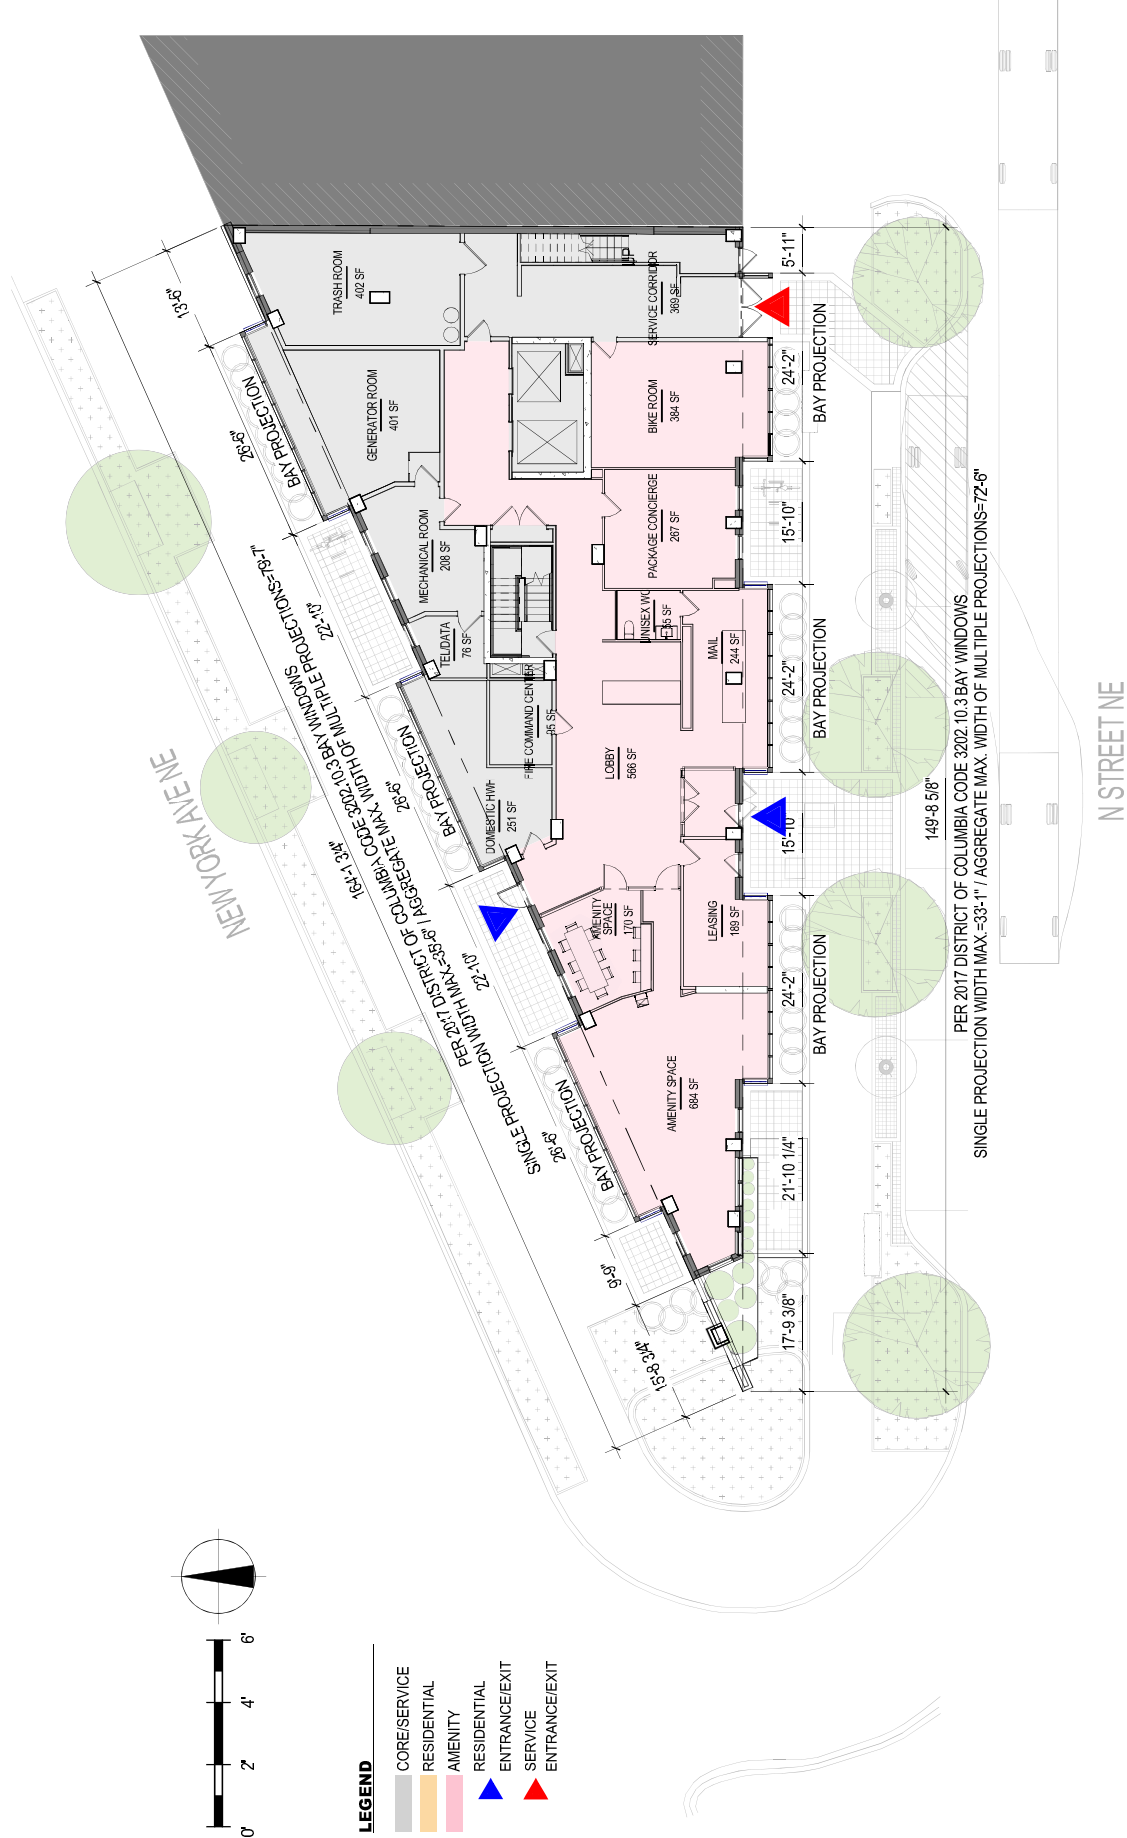 NEW YORK AVE NE
N STREET NE
TRASH ROOM
402 SF
SERVICE CORRIDOR
369 SF
UP
GENERATOR ROOM
401 SF
BIKE ROOM
384 SF
MECHANICAL ROOM
208 SF
PACKAGE CONCIERGE
267 SF
TEL/DATA
76 SF
UNISEX WC
55 SF
MAIL
244 SF
FIRE COMMAND CENTER
95 SF
DOMESTIC HWH
251 SF
LOBBY
566 SF
AMENITY
SPACE
170 SF
LEASING
189 SF
AMENITY SPACE
684 SF
13'-6"
26'-6"
BAY PROJECTION
22'-10"
26'-6"
BAY PROJECTION
22'-10"
26'-6"
BAY PROJECTION
9'-9"
15'-8 3/4"
164'-1 3/4"
PER 2017 DISTRICT OF COLUMBIA CODE 3202.10.3 BAY WINDOWS
SINGLE PROJECTION WIDTH MAX.=35'-6" / AGGREGATE MAX. WIDTH OF MULTIPLE PROJECTIONS=79'-7"
5'-11"
24'-2"
BAY PROJECTION
15'-10"
24'-2"
BAY PROJECTION
15'-10"
24'-2"
BAY PROJECTION
21'-10 1/4"
17'-9 3/8"
149'-8 5/8"
PER 2017 DISTRICT OF COLUMBIA CODE 3202.10.3 BAY WINDOWS
SINGLE PROJECTION WIDTH MAX.=33'-1" / AGGREGATE MAX. WIDTH OF MULTIPLE PROJECTIONS=72'-6"
0'
2'
4'
6'
LEGEND
CORE/SERVICE
RESIDENTIAL
AMENITY
RESIDENTIAL
ENTRANCE/EXIT
SERVICE
ENTRANCE/EXIT